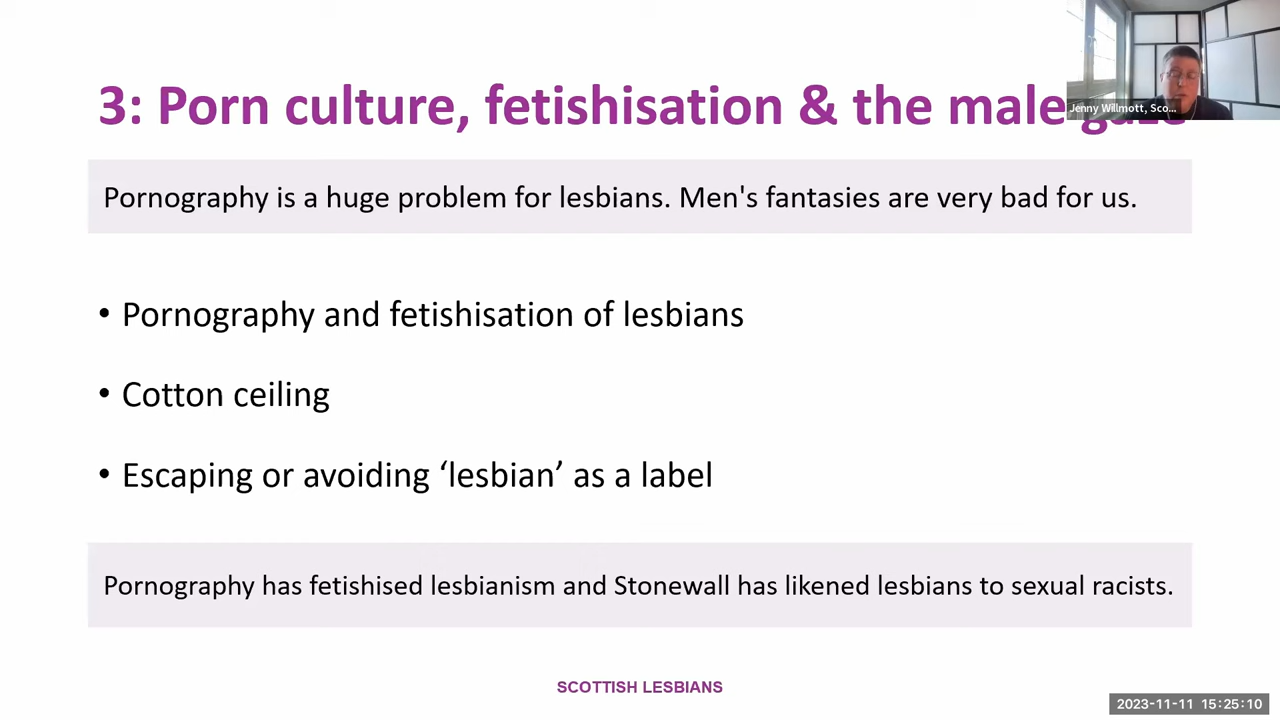 3: Porn culture, fetishisation & the male gaze
Jenny Willmott, Sco...
Pornography is a huge problem for lesbians. Men's fantasies are very bad for us.
• Pornography and fetishisation of lesbians
• Cotton ceiling
• Escaping or avoiding ‘lesbian’ as a label
Pornography has fetishised lesbianism and Stonewall has likened lesbians to sexual racists.
SCOTTISH LESBIANS
2023-11-11 15:25:10